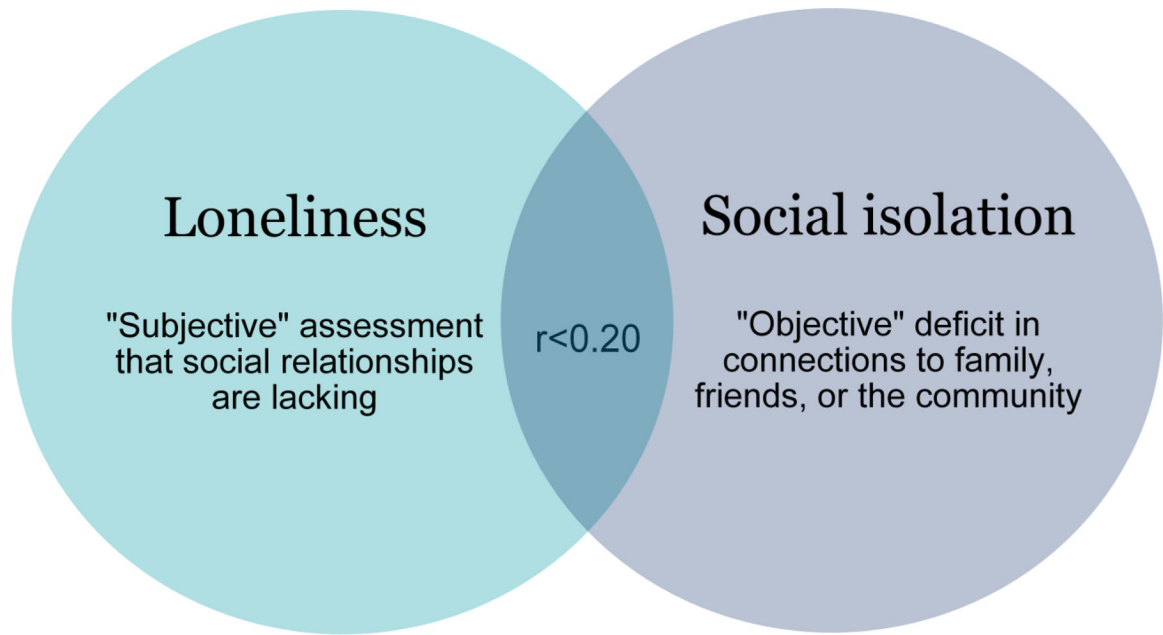 Loneliness
"Subjective" assessment
that social relationships
are lacking
r<0.20
Social isolation
"Objective" deficit in
connections to family,
friends, or the community